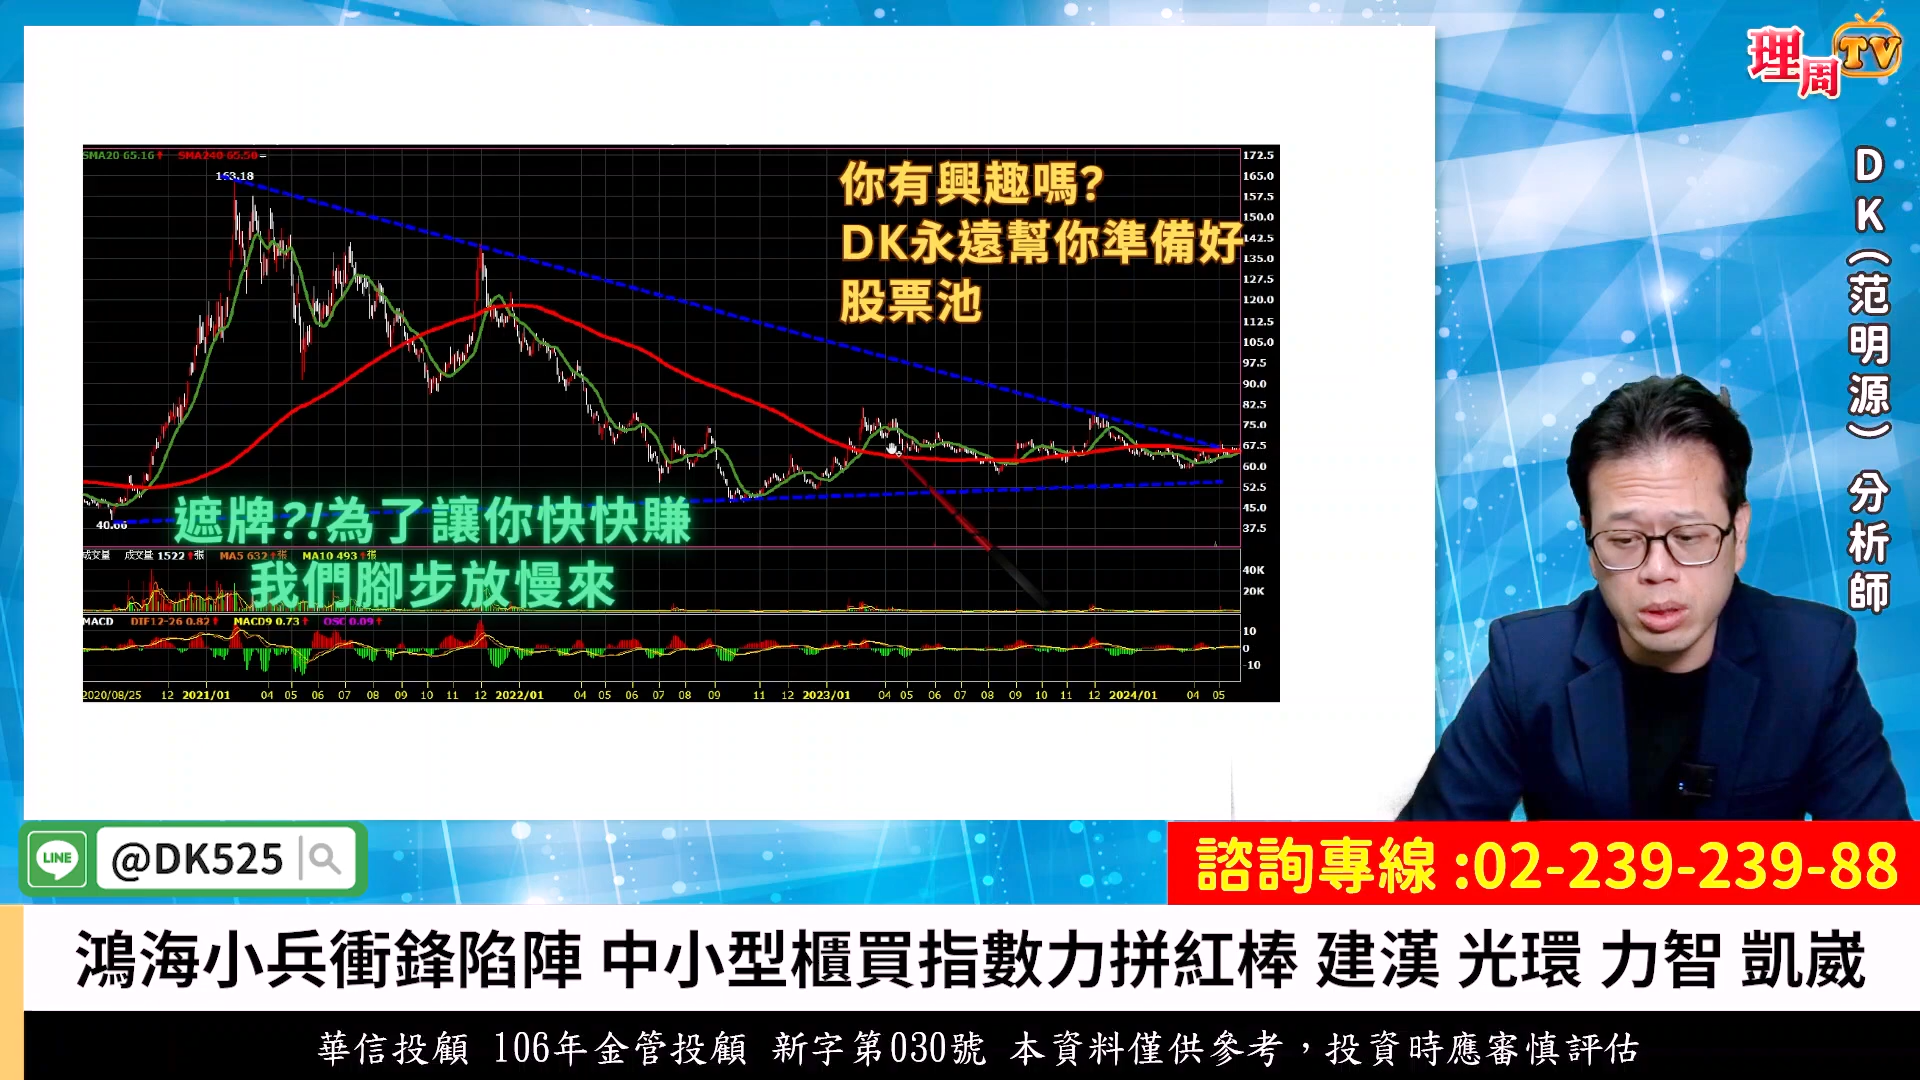 理周TV
DK(范明源)分析師
SMA20 65.16↑ SMA240 65.50=
163.18
40.66
你有興趣嗎?
DK永遠幫你準備好
股票池
遮牌?!為了讓你快快賺
我們腳步放慢來
172.5
165.0
157.5
150.0
142.5
135.0
127.5
120.0
112.5
105.0
97.5
90.0
82.5
75.0
67.5
60.0
52.5
45.0
37.5
成交量 成交量 1522↑張 MA5 632↑張 MA10 493↑張
40K
20K
MACD DIF12-26 0.82↑ MACD9 0.73↑ OSC 0.09↑
10
0
-10
2020/08/25 12 2021/01 04 05 06 07 08 09 10 11 12 2022/01 04 05 06 07 08 09 11 12 2023/01 04 05 06 07 08 09 10 11 12 2024/01 04 05
LINE @DK525
諮詢專線:02-239-239-88
鴻海小兵衝鋒陷陣 中小型櫃買指數力拼紅棒 建漢 光環 力智 凱崴
華信投顧 106年金管投顧 新字第030號 本資料僅供參考，投資時應審慎評估